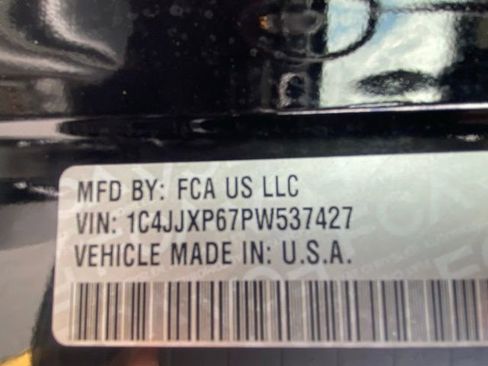 MFD BY: FCA US LLC
VIN: 1C4JJXP67PW537427
VEHICLE MADE IN: U.S.A.